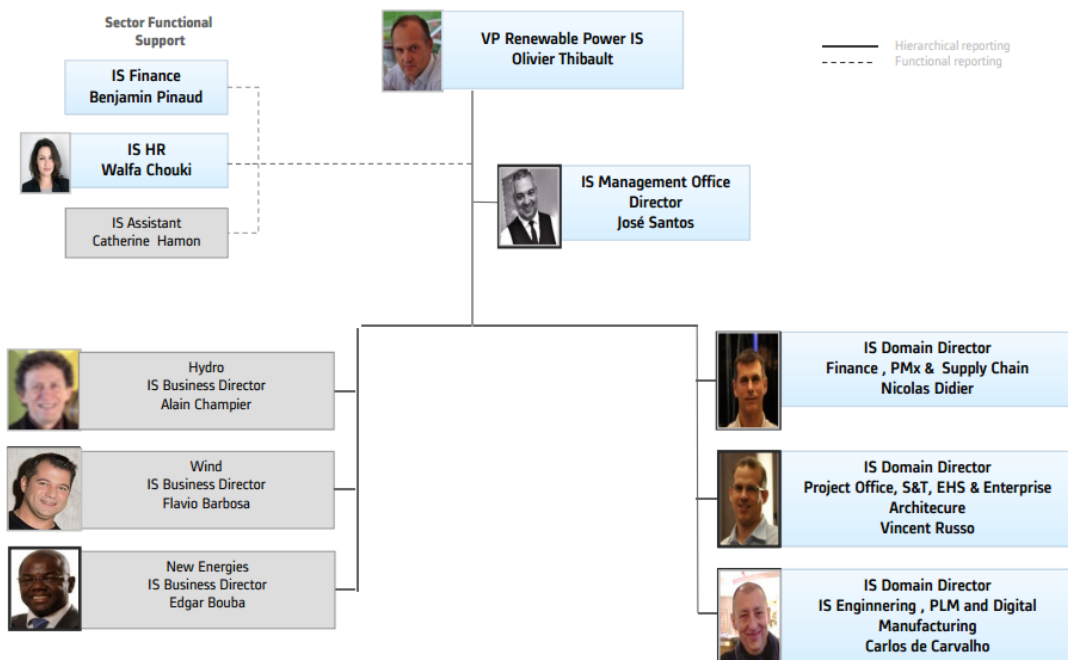 Sector Functional
Support
VP Renewable Power IS
Olivier Thibault
Hierarchical reporting
Functional reporting
IS Finance
Benjamin Pinaud
IS HR
Walfa Chouki
IS Management Office
Director
José Santos
IS Assistant
Catherine Hamon
Hydro
IS Business Director
Alain Champier
Wind
IS Business Director
Flavio Barbosa
New Energies
IS Business Director
Edgar Bouba
IS Domain Director
Finance , PMx & Supply Chain
Nicolas Didier
IS Domain Director
Project Office, S&T, EHS & Enterprise
Architecure
Vincent Russo
IS Domain Director
IS Enginnering , PLM and Digital
Manufacturing
Carlos de Carvalho